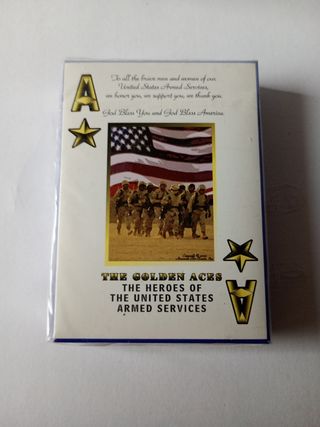 A
To all the brave men and women of our
United States Armed Services,
we honor you, we support you, we thank you.
God Bless You and God Bless America.
THE GOLDEN ACES
THE HEROES OF
THE UNITED STATES
ARMED SERVICES
A